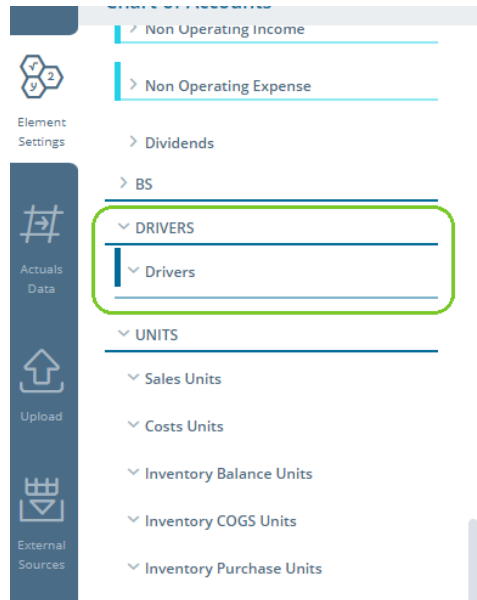 Chart of Accounts
Non Operating Income
√ 2 y
Non Operating Expense
Element
Settings
Dividends
BS
DRIVERS
Drivers
Actuals
Data
UNITS
Sales Units
Upload
Costs Units
Inventory Balance Units
Inventory COGS Units
External
Sources
Inventory Purchase Units